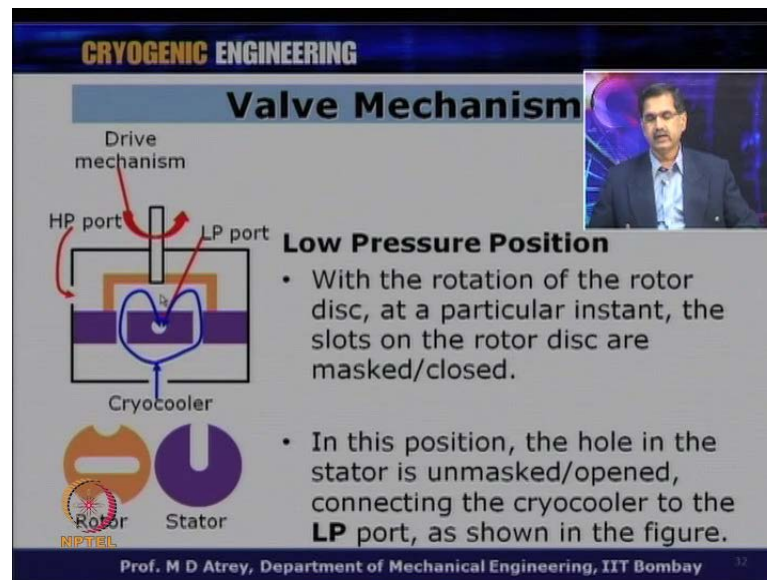 CRYOGENIC ENGINEERING
Valve Mechanism
Drive
mechanism
HP port
LP port
Cryocooler
Rotor
Stator
NPTEL
Low Pressure Position
• With the rotation of the rotor
disc, at a particular instant, the
slots on the rotor disc are
masked/closed.
• In this position, the hole in the
stator is unmasked/opened,
connecting the cryocooler to the
LP port, as shown in the figure.
Prof. M D Atrey, Department of Mechanical Engineering, IIT Bombay
32